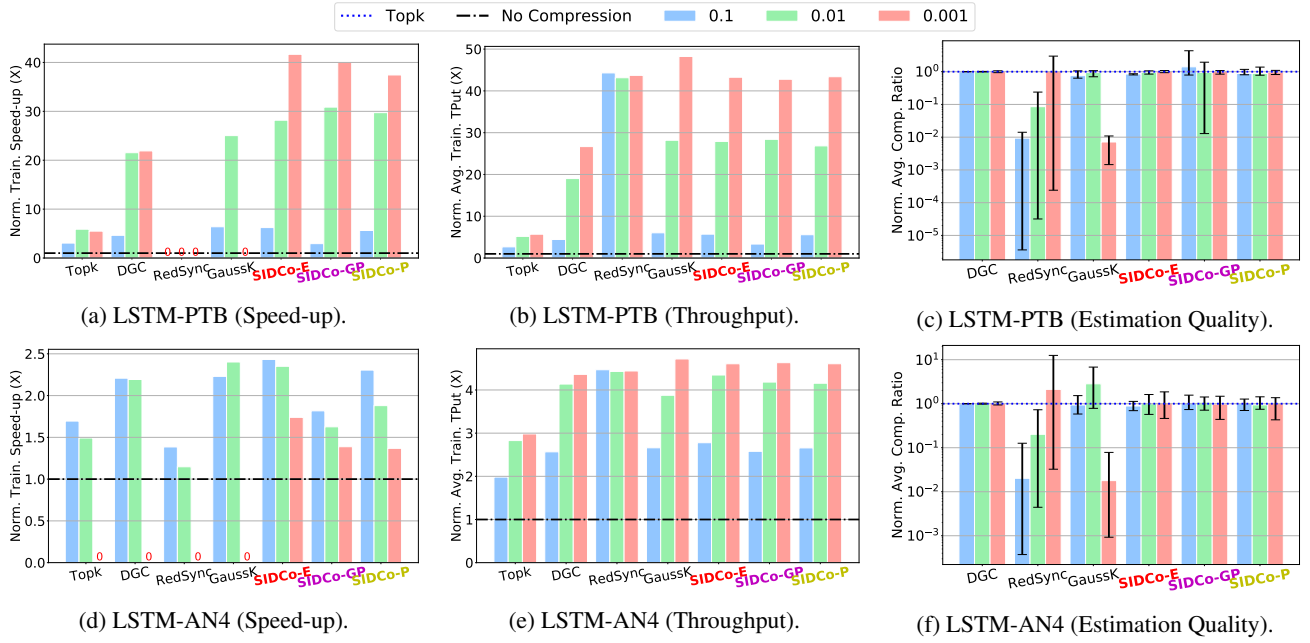 Topk No Compression 0.1 0.01 0.001
Norm. Train. Speed-up (X)
40
30
20
10
0
0 0 0 0
Topk DGC RedSync GaussK SIDCo-E SIDCo-GP SIDCo-P
(a) LSTM-PTB (Speed-up).
Norm. Avg. Train. TPut (X)
50
40
30
20
10
0
Topk DGC RedSync GaussK SIDCo-E SIDCo-GP SIDCo-P
(b) LSTM-PTB (Throughput).
Norm. Avg. Comp. Ratio
10^0
10^-1
10^-2
10^-3
10^-4
10^-5
DGC RedSync GaussK SIDCo-E SIDCo-GP SIDCo-P
(c) LSTM-PTB (Estimation Quality).
Norm. Train. Speed-up (X)
2.5
2.0
1.5
1.0
0.5
0.0
0 0 0 0
Topk DGC RedSync GaussK SIDCo-E SIDCo-GP SIDCo-P
(d) LSTM-AN4 (Speed-up).
Norm. Avg. Train. TPut (X)
5
4
3
2
1
0
Topk DGC RedSync GaussK SIDCo-E SIDCo-GP SIDCo-P
(e) LSTM-AN4 (Throughput).
Norm. Avg. Comp. Ratio
10^1
10^0
10^-1
10^-2
10^-3
DGC RedSync GaussK SIDCo-E SIDCo-GP SIDCo-P
(f) LSTM-AN4 (Estimation Quality).